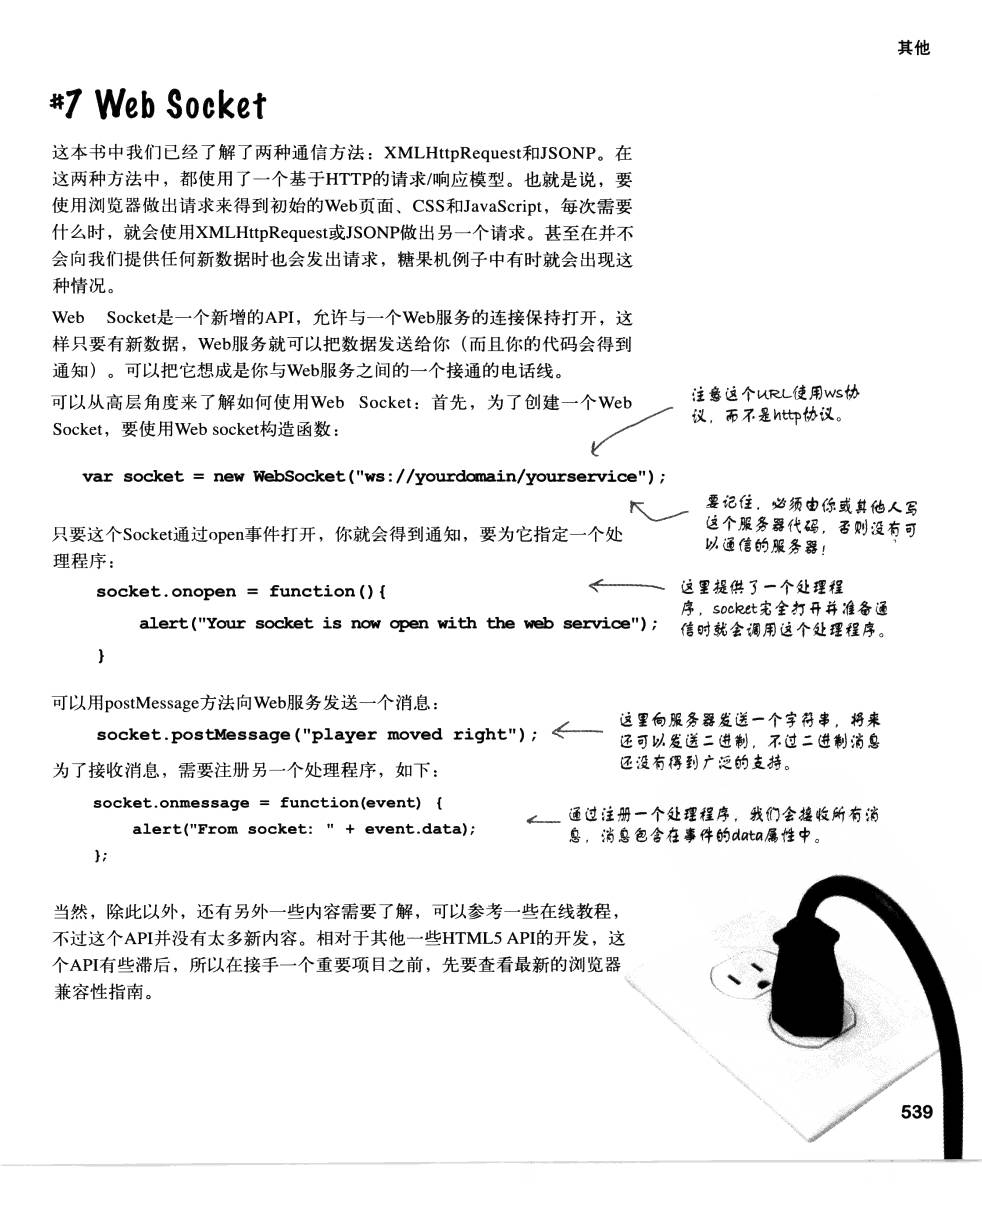 其他
#7 Web Socket
这本书中我们已经了解了两种通信方法：XMLHttpRequest和JSONP。在
这两种方法中，都使用了一个基于HTTP的请求/响应模型。也就是说，要
使用浏览器做出请求来得到初始的Web页面、CSS和JavaScript，每次需要
什么时，就会使用XMLHttpRequest或JSONP做出另一个请求。甚至在并不
会向我们提供任何新数据时也会发出请求，糖果机例子中有时就会出现这
种情况。
Web Socket是一个新增的API，允许与一个Web服务的连接保持打开，这
样只要有新数据，Web服务就可以把数据发送给你（而且你的代码会得到
通知）。可以把它想成是你与Web服务之间的一个接通的电话线。
可以从高层角度来了解如何使用Web Socket：首先，为了创建一个Web
Socket，要使用Web socket构造函数：
注意这个URL使用ws协
议，而不是http协议。
var socket = new WebSocket("ws://yourdomain/yourservice");
要记住，必须由你或其他人写
这个服务器代码，否则没有可
以通信的服务器！
只要这个Socket通过open事件打开，你就会得到通知，要为它指定一个处
理程序：
socket.onopen = function(){
alert("Your socket is now open with the web service");
}
这里提供了一个处理程
序，socket完全打开并准备通
信时就会调用这个处理程序。
可以用postMessage方法向Web服务发送一个消息：
socket.postMessage("player moved right");
这里向服务器发送一个字符串，将来
还可以发送二进制，不过二进制消息
还没有得到广泛的支持。
为了接收消息，需要注册另一个处理程序，如下：
socket.onmessage = function(event) {
alert("From socket: " + event.data);
};
通过注册一个处理程序，我们会接收所有消
息，消息包含在事件的data属性中。
当然，除此以外，还有另外一些内容需要了解，可以参考一些在线教程，
不过这个API并没有太多新内容。相对于其他一些HTML5 API的开发，这
个API有些滞后，所以在接手一个重要项目之前，先要查看最新的浏览器
兼容性指南。
539